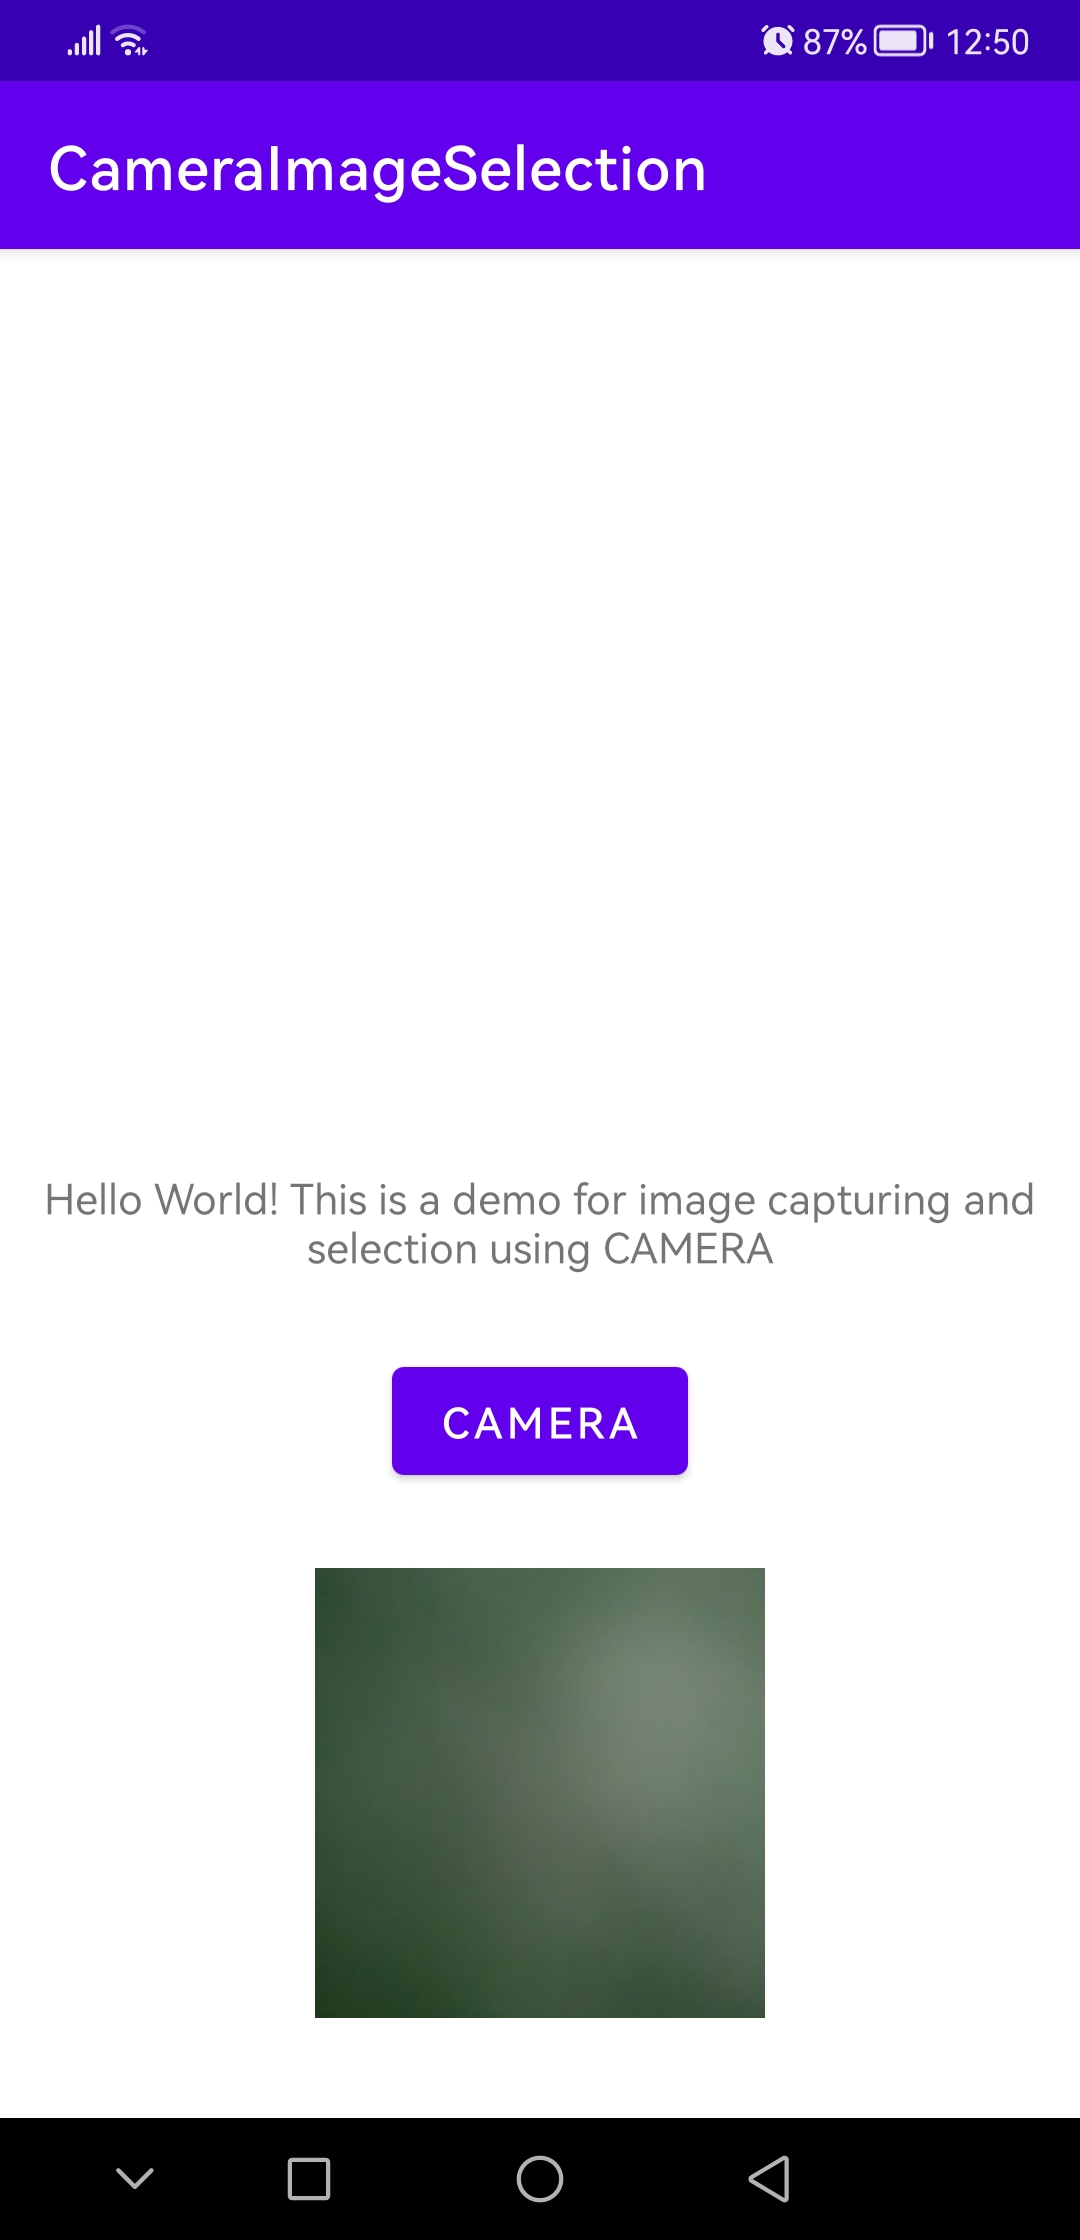 87% 12:50
CameraImageSelection
Hello World! This is a demo for image capturing and
selection using CAMERA
CAMERA